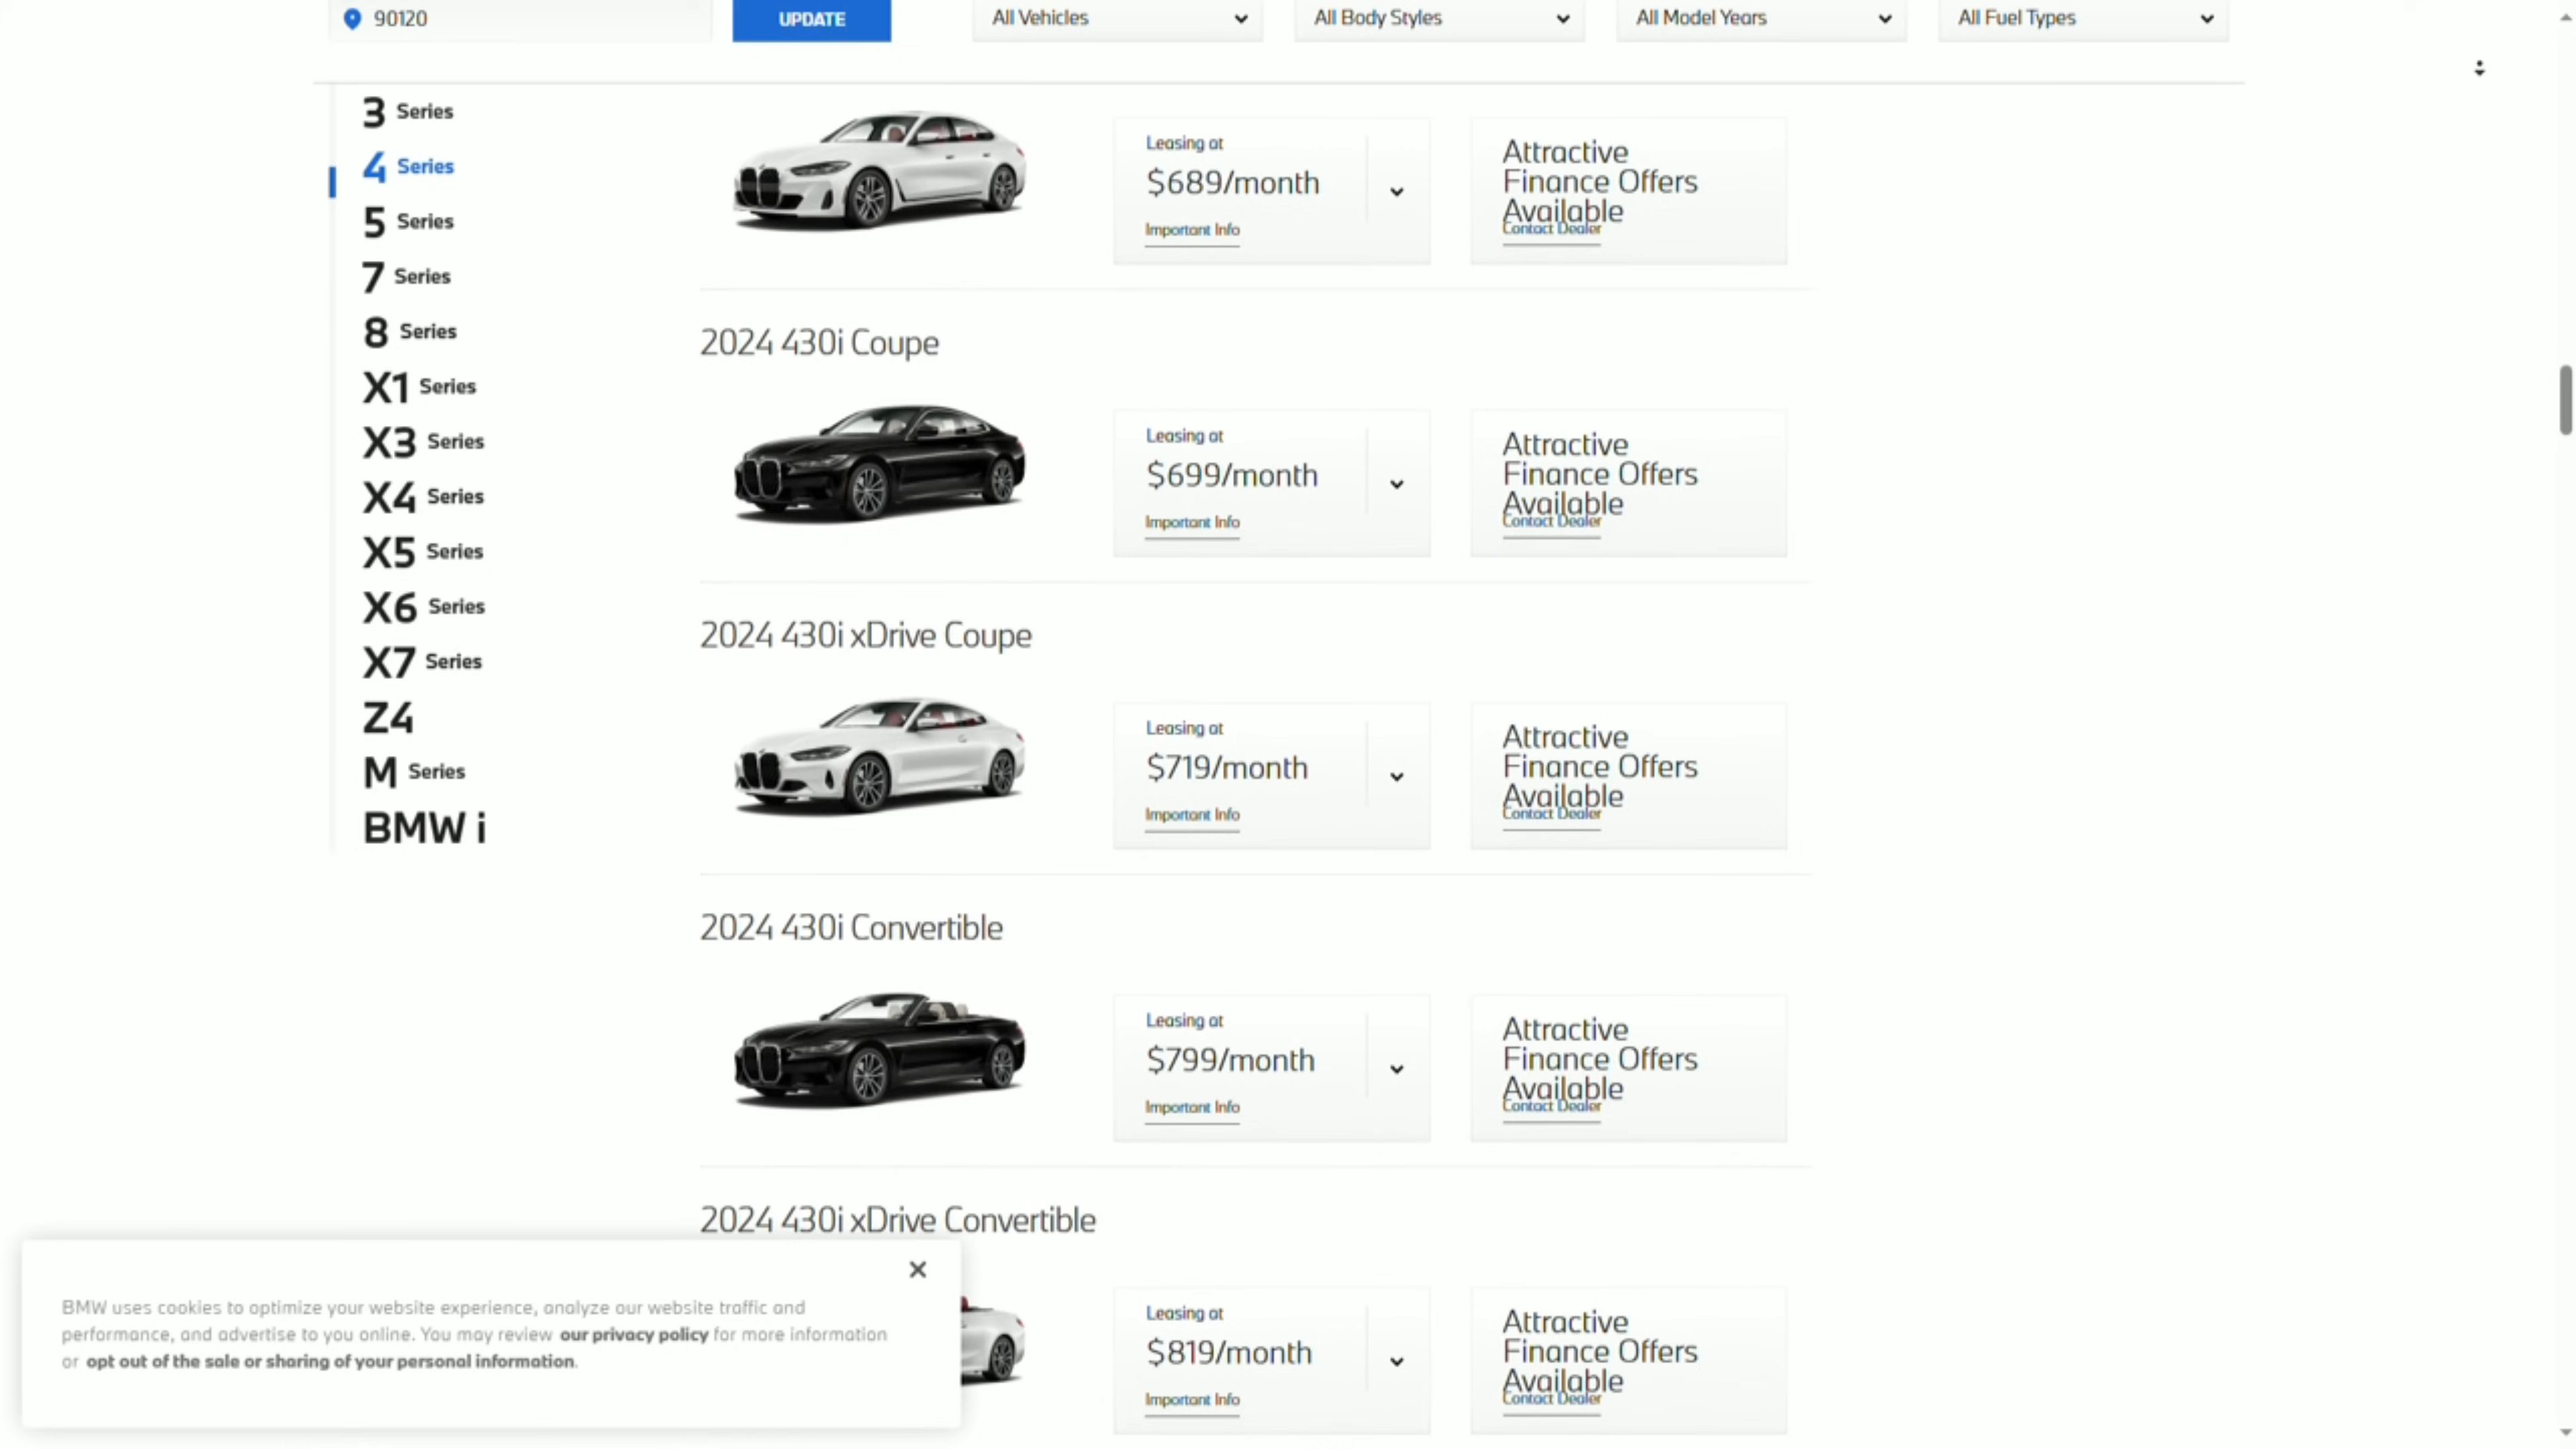 90120
UPDATE
All Vehicles
All Body Styles
All Model Years
All Fuel Types
3 Series
4 Series
5 Series
7 Series
8 Series
X1 Series
X3 Series
X4 Series
X5 Series
X6 Series
X7 Series
Z4
M Series
BMW i
Leasing at
$689/month
Important Info
Attractive
Finance Offers
Available
Contact Dealer
2024 430i Coupe
Leasing at
$699/month
Important Info
Attractive
Finance Offers
Available
Contact Dealer
2024 430i xDrive Coupe
Leasing at
$719/month
Important Info
Attractive
Finance Offers
Available
Contact Dealer
2024 430i Convertible
Leasing at
$799/month
Important Info
Attractive
Finance Offers
Available
Contact Dealer
2024 430i xDrive Convertible
Leasing at
$819/month
Important Info
Attractive
Finance Offers
Available
Contact Dealer
BMW uses cookies to optimize your website experience, analyze our website traffic and
performance, and advertise to you online. You may review our privacy policy for more information
or opt out of the sale or sharing of your personal information.